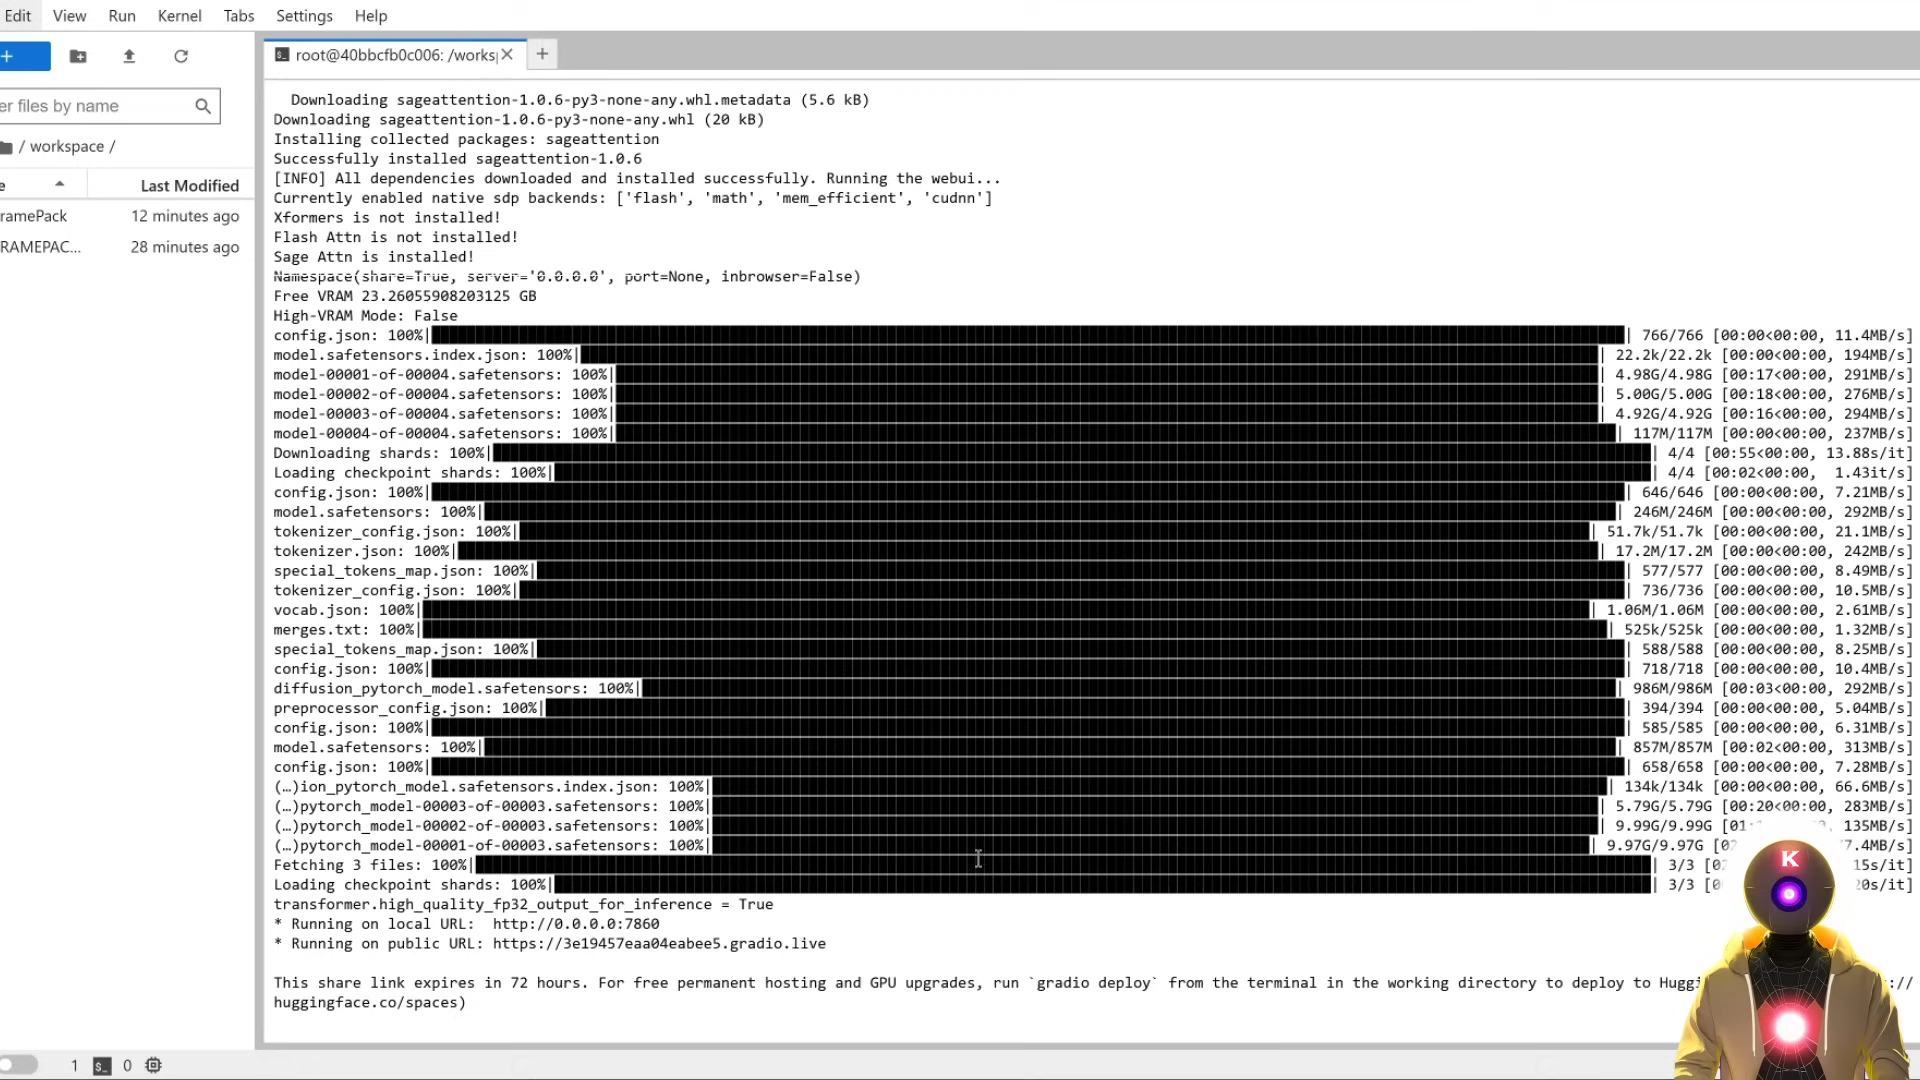 Edit View Run Kernel Tabs Settings Help
root@40bbcfb0c006: /works
er files by name
/ workspace /
e Last Modified
ramePack 12 minutes ago
RAMEPAC... 28 minutes ago
Downloading sageattention-1.0.6-py3-none-any.whl.metadata (5.6 kB)
Downloading sageattention-1.0.6-py3-none-any.whl (20 kB)
Installing collected packages: sageattention
Successfully installed sageattention-1.0.6
[INFO] All dependencies downloaded and installed successfully. Running the webui...
Currently enabled native sdp backends: ['flash', 'math', 'mem_efficient', 'cudnn']
Xformers is not installed!
Flash Attn is not installed!
Sage Attn is installed!
Namespace(share=True, server='0.0.0.0', port=None, inbrowser=False)
Free VRAM 23.26055908203125 GB
High-VRAM Mode: False
config.json: 100%| | 766/766 [00:00<00:00, 11.4MB/s]
model.safetensors.index.json: 100%| | 22.2k/22.2k [00:00<00:00, 194MB/s]
model-00001-of-00004.safetensors: 100%| | 4.98G/4.98G [00:17<00:00, 291MB/s]
model-00002-of-00004.safetensors: 100%| | 5.00G/5.00G [00:18<00:00, 276MB/s]
model-00003-of-00004.safetensors: 100%| | 4.92G/4.92G [00:16<00:00, 294MB/s]
model-00004-of-00004.safetensors: 100%| | 117M/117M [00:00<00:00, 237MB/s]
Downloading shards: 100%| | 4/4 [00:55<00:00, 13.88s/it]
Loading checkpoint shards: 100%| | 4/4 [00:02<00:00, 1.43it/s]
config.json: 100%| | 646/646 [00:00<00:00, 7.21MB/s]
model.safetensors: 100%| | 246M/246M [00:00<00:00, 292MB/s]
tokenizer_config.json: 100%| | 51.7k/51.7k [00:00<00:00, 21.1MB/s]
tokenizer.json: 100%| | 17.2M/17.2M [00:00<00:00, 242MB/s]
special_tokens_map.json: 100%| | 577/577 [00:00<00:00, 8.49MB/s]
tokenizer_config.json: 100%| | 736/736 [00:00<00:00, 10.5MB/s]
vocab.json: 100%| | 1.06M/1.06M [00:00<00:00, 2.61MB/s]
merges.txt: 100%| | 525k/525k [00:00<00:00, 1.32MB/s]
special_tokens_map.json: 100%| | 588/588 [00:00<00:00, 8.25MB/s]
config.json: 100%| | 718/718 [00:00<00:00, 10.4MB/s]
diffusion_pytorch_model.safetensors: 100%| | 986M/986M [00:03<00:00, 292MB/s]
preprocessor_config.json: 100%| | 394/394 [00:00<00:00, 5.04MB/s]
config.json: 100%| | 585/585 [00:00<00:00, 6.31MB/s]
model.safetensors: 100%| | 857M/857M [00:02<00:00, 313MB/s]
config.json: 100%| | 658/658 [00:00<00:00, 7.28MB/s]
(…)ion_pytorch_model.safetensors.index.json: 100%| | 134k/134k [00:00<00:00, 66.6MB/s]
(…)pytorch_model-00003-of-00003.safetensors: 100%| | 5.79G/5.79G [00:20<00:00, 283MB/s]
(…)pytorch_model-00002-of-00003.safetensors: 100%| | 9.99G/9.99G [01: 135MB/s]
(…)pytorch_model-00001-of-00003.safetensors: 100%| | 9.97G/9.97G [02 7.4MB/s]
Fetching 3 files: 100%| | 3/3 [02 15s/it]
Loading checkpoint shards: 100%| | 3/3 [0 20s/it]
transformer.high_quality_fp32_output_for_inference = True
* Running on local URL: http://0.0.0.0:7860
* Running on public URL: https://3e19457eaa04eabee5.gradio.live
This share link expires in 72 hours. For free permanent hosting and GPU upgrades, run `gradio deploy` from the terminal in the working directory to deploy to Huggi ://
huggingface.co/spaces)
K
1 0